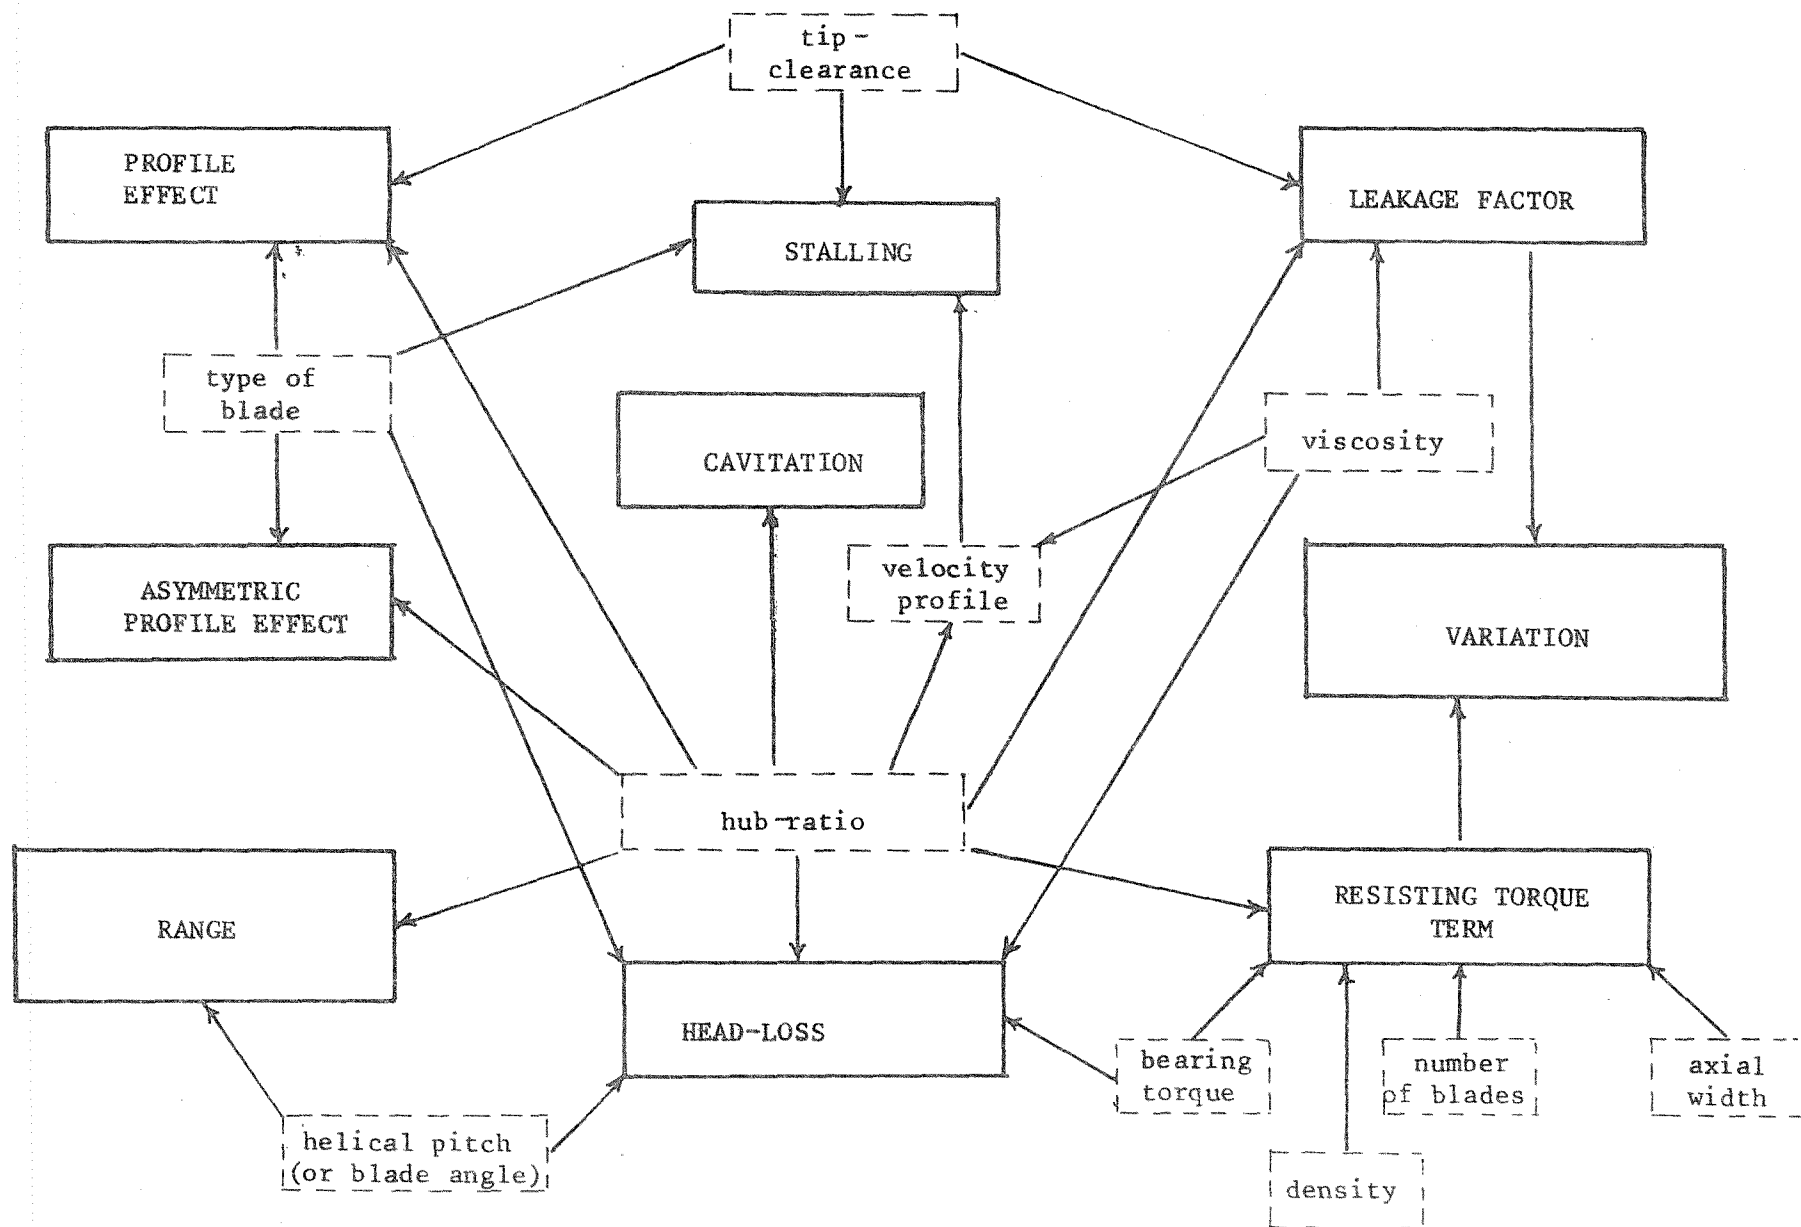 tip-
clearance
PROFILE
EFFECT
LEAKAGE FACTOR
STALLING
type of
blade
CAVITATION
viscosity
velocity
profile
ASYMMETRIC
PROFILE EFFECT
VARIATION
hub-ratio
RANGE
RESISTING TORQUE
TERM
HEAD-LOSS
bearing
torque
number
of blades
axial
width
helical pitch
(or blade angle)
density